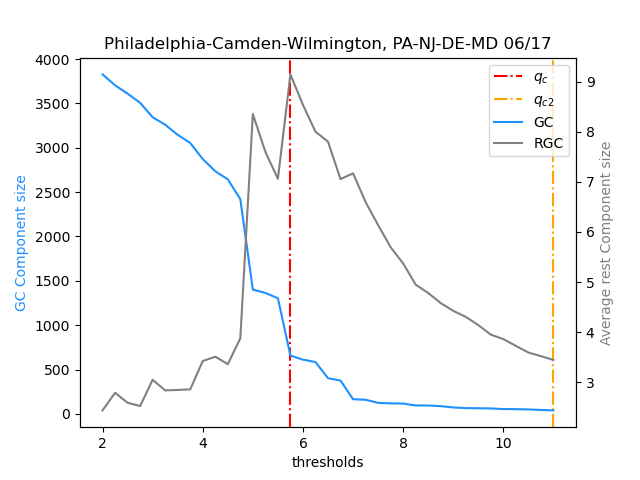 Philadelphia-Camden-Wilmington, PA-NJ-DE-MD 06/17
GC Component size
4000
3500
3000
2500
2000
1500
1000
500
0
2
4
6
8
10
thresholds
9
8
7
6
5
4
3
Average rest Component size
q_c
q_{c2}
GC
RGC